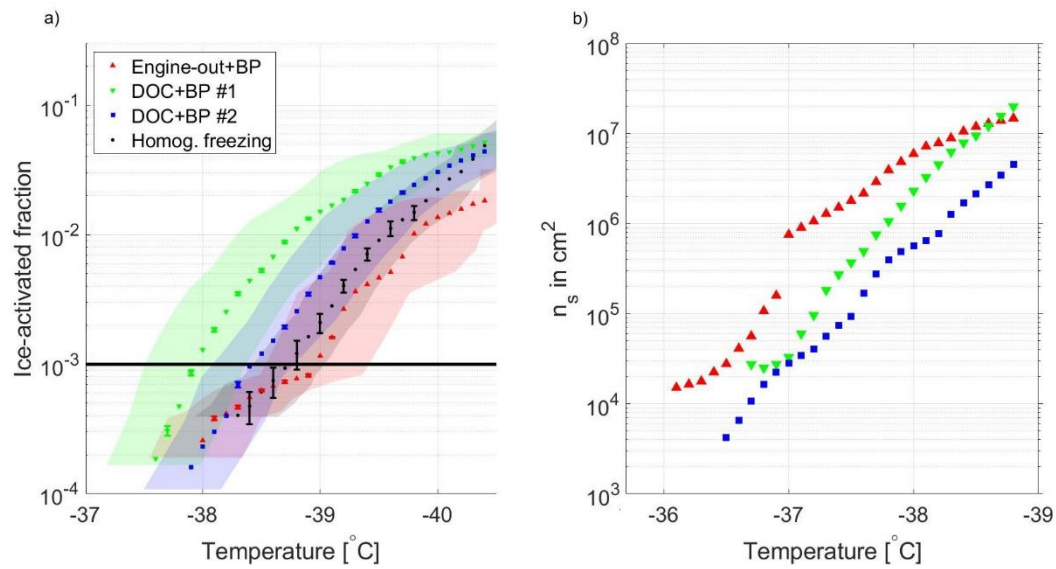 a)
Engine-out+BP
DOC+BP #1
DOC+BP #2
Homog. freezing
Ice-activated fraction
10^-1
10^-2
10^-3
10^-4
-37 -38 -39 -40
Temperature [°C]
b)
n_s in cm^2
10^8
10^7
10^6
10^5
10^4
10^3
-36 -37 -38 -39
Temperature [°C]